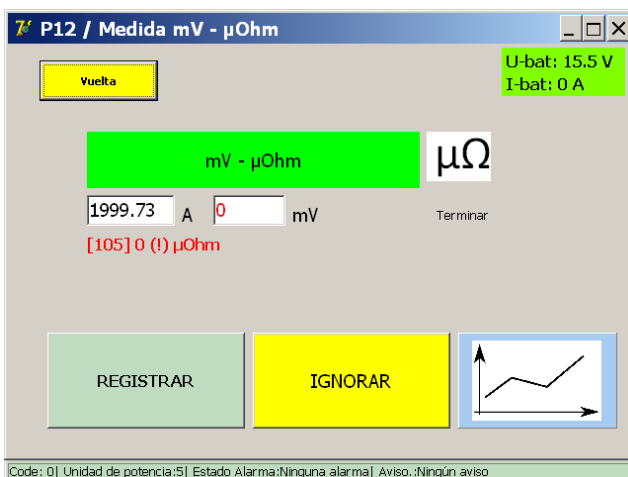 P12 / Medida mV - µOhm
Vuelta
U-bat: 15.5 V
I-bat: 0 A
mV - µOhm
µΩ
1999.73 A 0 mV
Terminar
[105] 0 (!) µOhm
REGISTRAR
IGNORAR
Code: 0| Unidad de potencia:5| Estado Alarma:Ninguna alarma| Aviso.:Ningún aviso